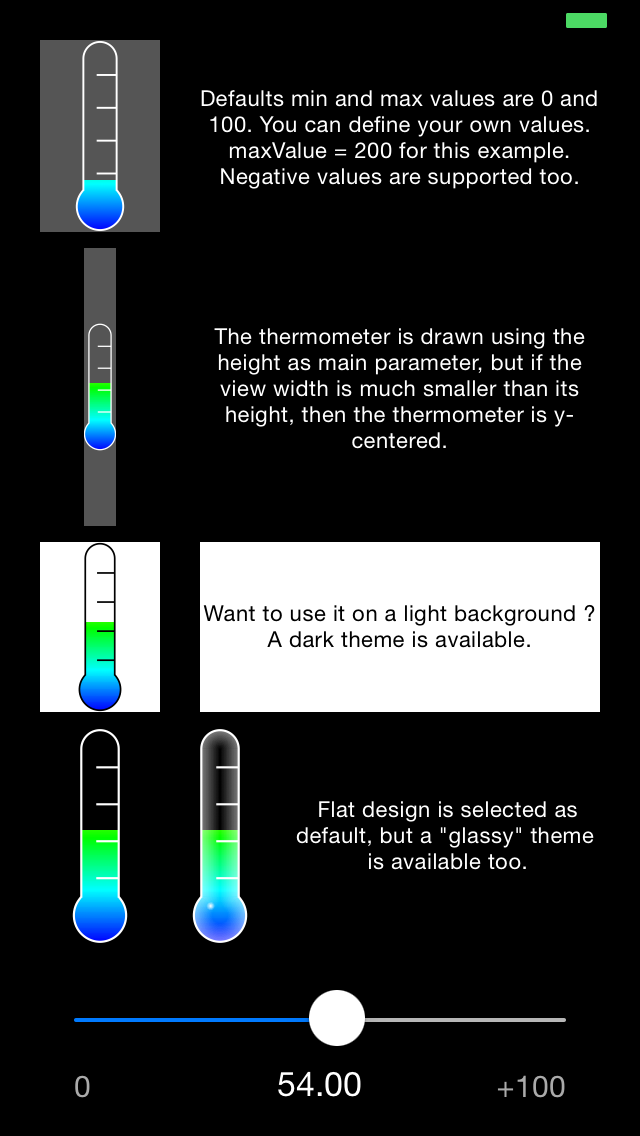 Defaults min and max values are 0 and
100. You can define your own values.
maxValue = 200 for this example.
Negative values are supported too.
The thermometer is drawn using the
height as main parameter, but if the
view width is much smaller than its
height, then the thermometer is y-
centered.
Want to use it on a light background ?
A dark theme is available.
Flat design is selected as
default, but a "glassy" theme
is available too.
0 54.00 +100